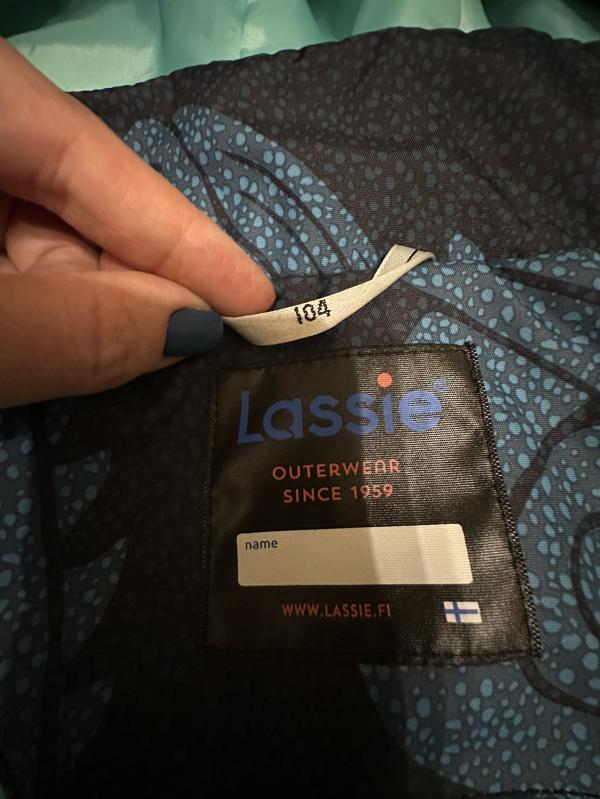 104
Lassie®
OUTERWEAR
SINCE 1959
name
WWW.LASSIE.FI